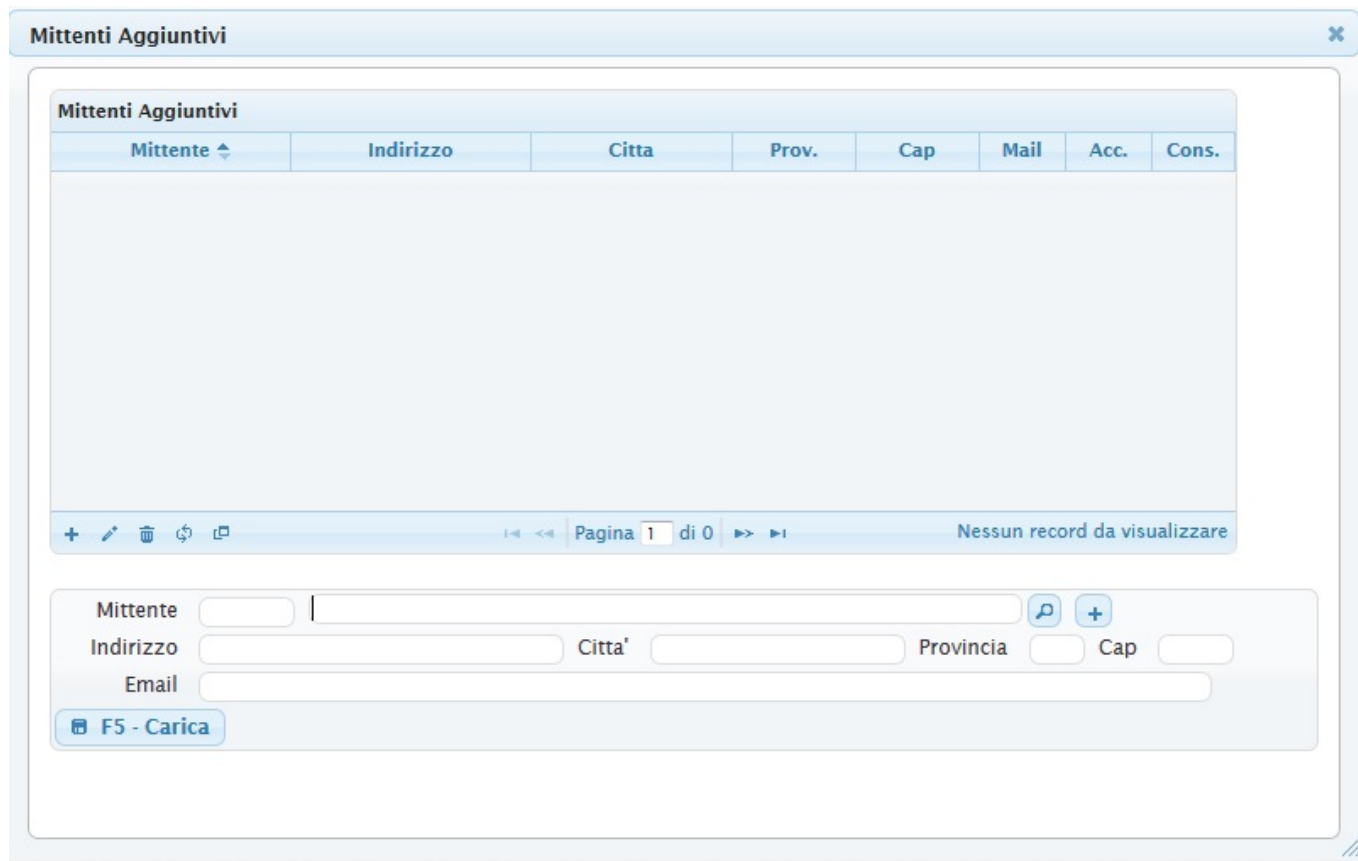 Mittenti Aggiuntivi
Mittenti Aggiuntivi
Mittente Indirizzo Citta Prov. Cap Mail Acc. Cons.
Pagina 1 di 0 Nessun record da visualizzare
Mittente
Indirizzo Citta' Provincia Cap
Email
F5 - Carica